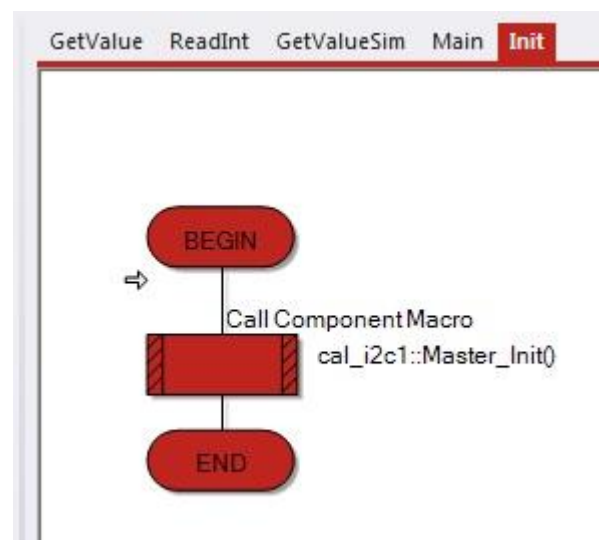 GetValue ReadInt GetValueSim Main Init
BEGIN
Call Component Macro
cal_i2c1::Master_Init()
END